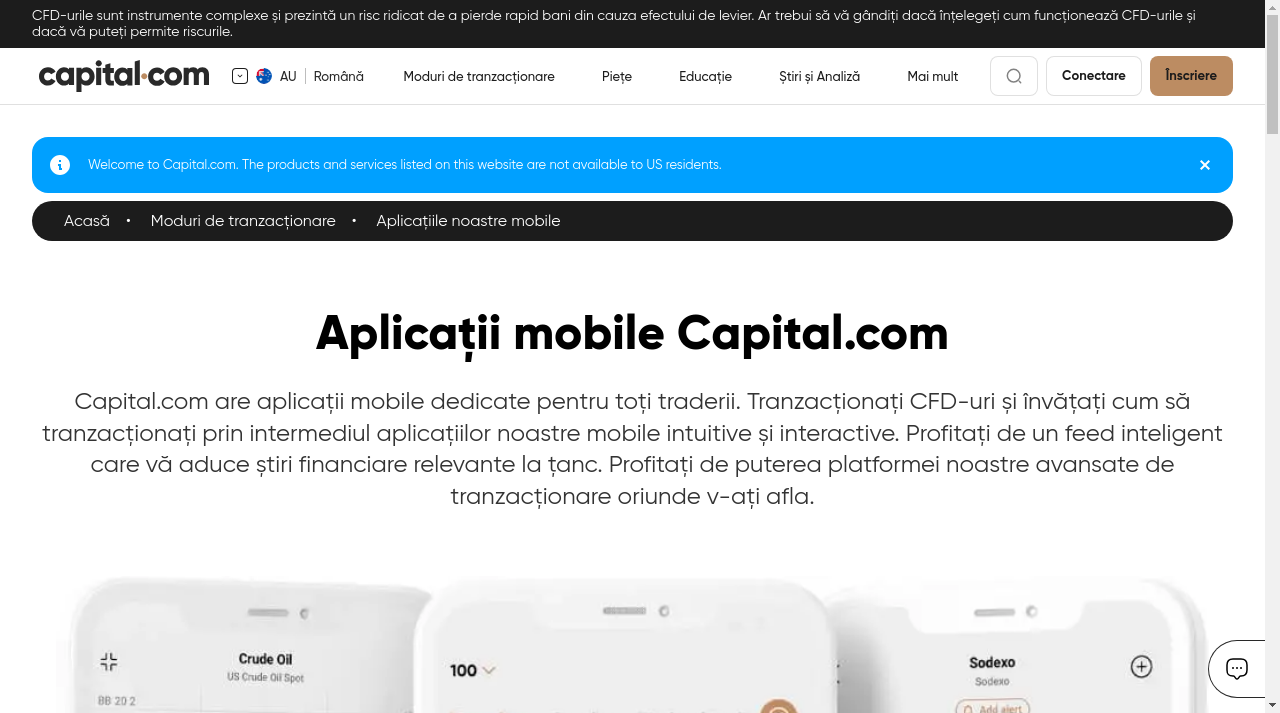 CFD-urile sunt instrumente complexe și prezintă un risc ridicat de a pierde rapid bani din cauza efectului de levier. Ar trebui să vă gândiți dacă înțelegeți cum funcționează CFD-urile și
dacă vă puteți permite riscurile.
capital.com
AU
Română
Moduri de tranzacționare
Piețe
Educație
Știri și Analiză
Mai mult
Conectare
Înscriere
Welcome to Capital.com. The products and services listed on this website are not available to US residents.
Acasă • Moduri de tranzacționare • Aplicațiile noastre mobile
Aplicații mobile Capital.com
Capital.com are aplicații mobile dedicate pentru toți traderii. Tranzacționați CFD-uri și învățați cum să
tranzacționați prin intermediul aplicațiilor noastre mobile intuitive și interactive. Profitați de un feed inteligent
care vă aduce știri financiare relevante la țanc. Profitați de puterea platformei noastre avansate de
tranzacționare oriunde v-ați afla.
Crude Oil
US Crude Oil Spot
BB 20 2
100
Sodexo
Sodexo
Add alert